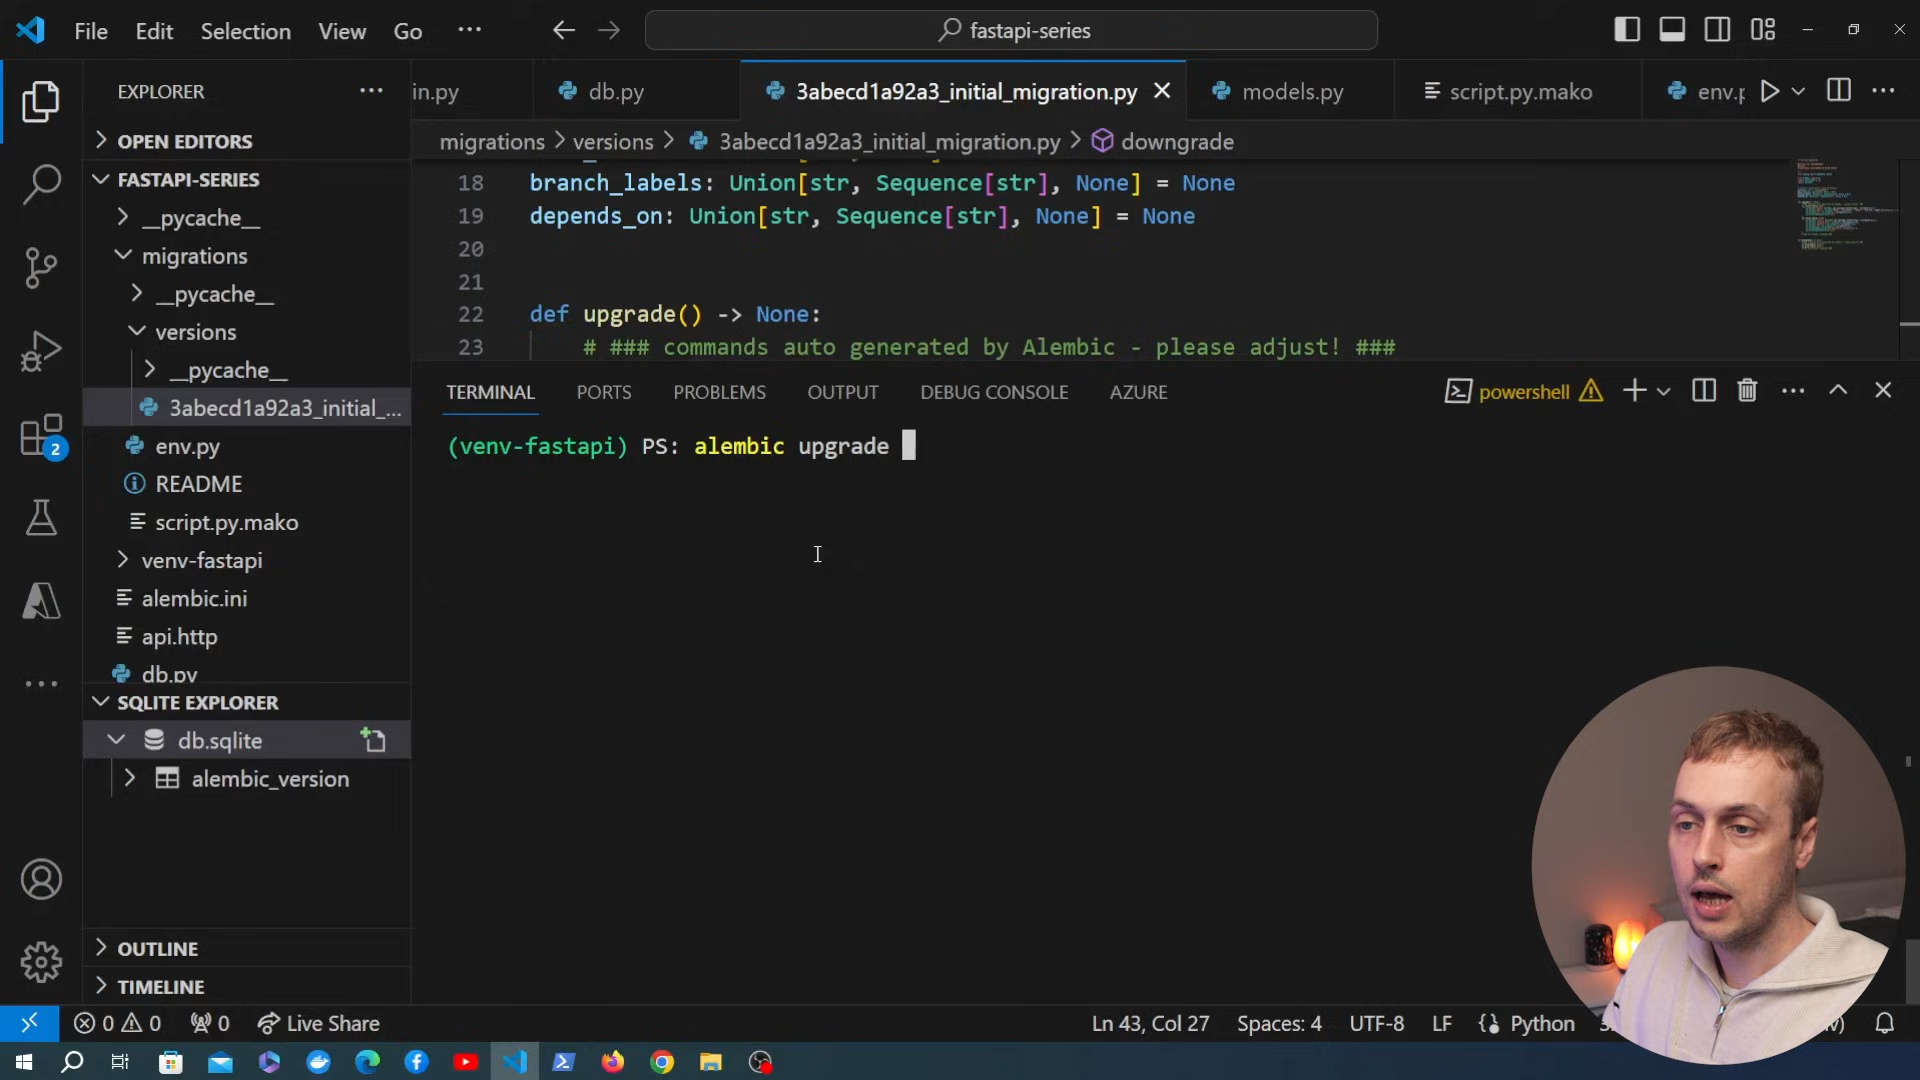 File Edit Selection View Go ··· fastapi-series
EXPLORER ···
in.py db.py 3abecd1a92a3_initial_migration.py models.py script.py.mako env.p ···
OPEN EDITORS
migrations > versions > 3abecd1a92a3_initial_migration.py > downgrade
FASTAPI-SERIES
__pycache__
migrations
__pycache__
versions
__pycache__
3abecd1a92a3_initial_...
env.py
README
script.py.mako
venv-fastapi
alembic.ini
api.http
db.py
18 branch_labels: Union[str, Sequence[str], None] = None
19 depends_on: Union[str, Sequence[str], None] = None
20
21
22 def upgrade() -> None:
23 # ### commands auto generated by Alembic - please adjust! ###
TERMINAL PORTS PROBLEMS OUTPUT DEBUG CONSOLE AZURE powershell
(venv-fastapi) PS: alembic upgrade
2
SQLITE EXPLORER
db.sqlite
alembic_version
OUTLINE
TIMELINE
0 0 0 Live Share Ln 43, Col 27 Spaces: 4 UTF-8 LF Python